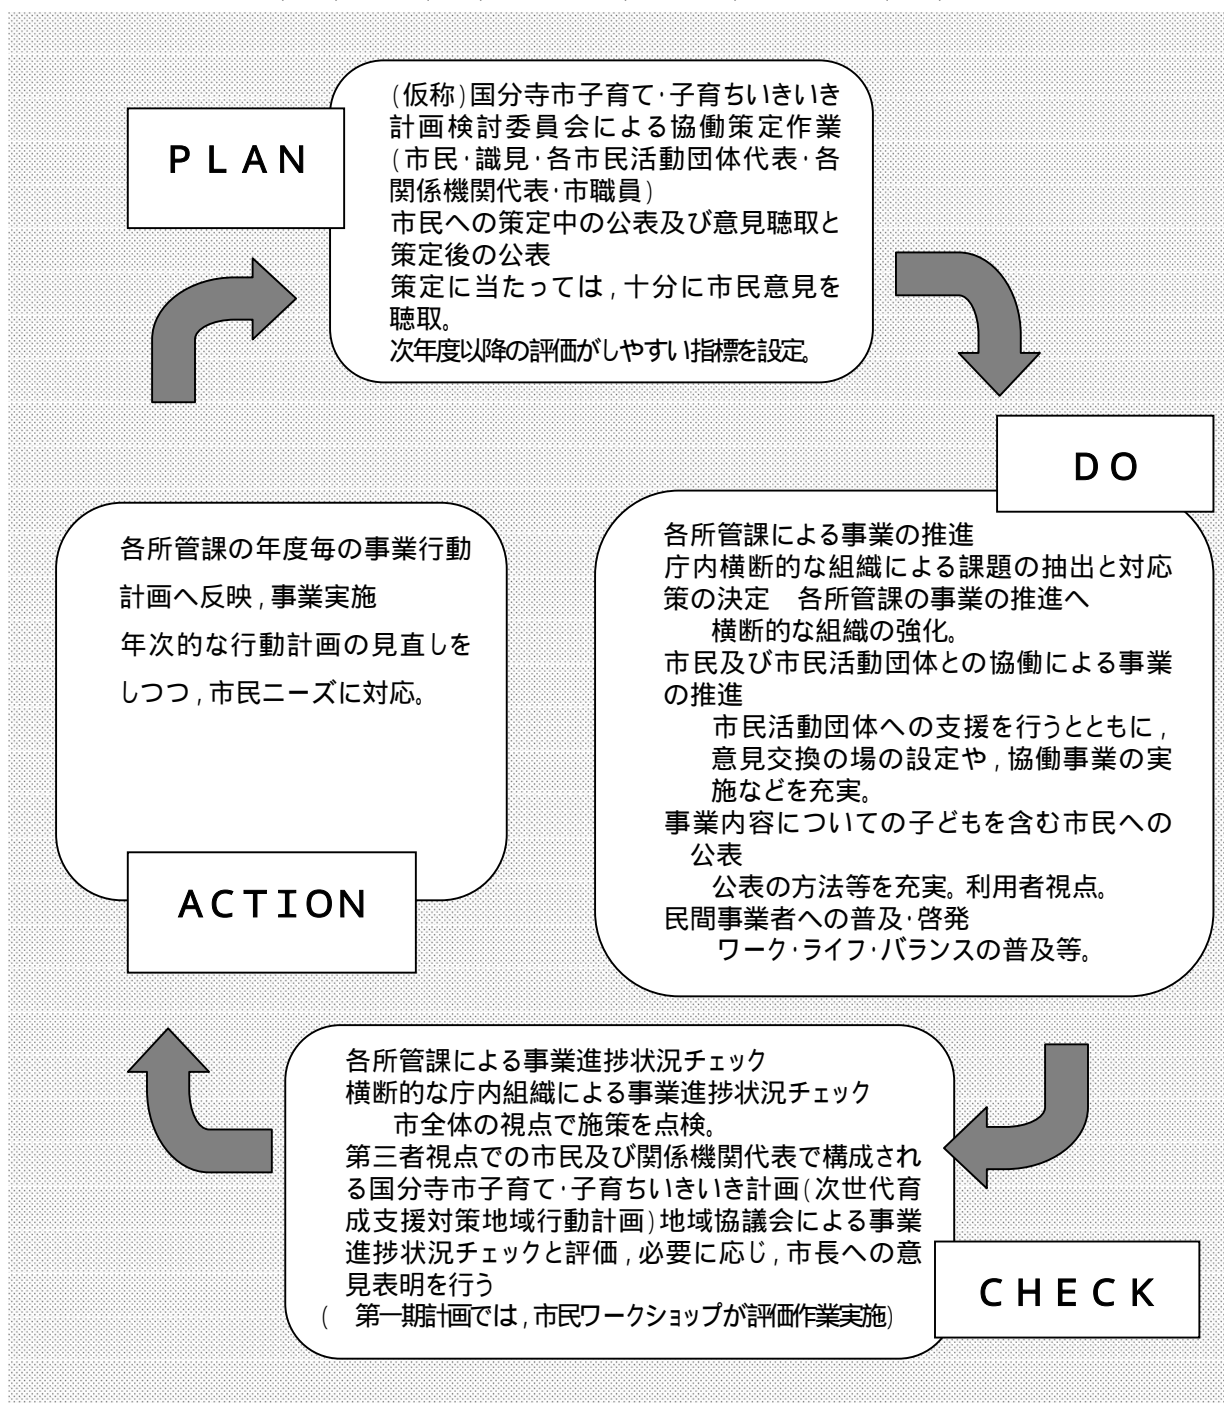 PLAN
(仮称)国分寺市子育て・子育ちいきいき
計画検討委員会による協働策定作業
(市民・識見・各市民活動団体代表・各
関係機関代表・市職員)
市民への策定中の公表及び意見聴取と
策定後の公表
策定に当たっては,十分に市民意見を
聴取。
次年度以降の評価がしやすい指標を設定。
DO
各所管課による事業の推進
庁内横断的な組織による課題の抽出と対応
策の決定 各所管課の事業の推進へ
横断的な組織の強化。
市民及び市民活動団体との協働による事業
の推進
市民活動団体への支援を行うとともに,
意見交換の場の設定や,協働事業の実
施などを充実。
事業内容についての子どもを含む市民への
公表
公表の方法等を充実。利用者視点。
民間事業者への普及・啓発
ワーク・ライフ・バランスの普及等。
各所管課の年度毎の事業行動
計画へ反映,事業実施
年次的な行動計画の見直しを
しつつ,市民ニーズに対応。
ACTION
各所管課による事業進捗状況チェック
横断的な庁内組織による事業進捗状況チェック
市全体の視点で施策を点検。
第三者視点での市民及び関係機関代表で構成され
る国分寺市子育て・子育ちいきいき計画(次世代育
成支援対策地域行動計画)地域協議会による事業
進捗状況チェックと評価,必要に応じ,市長への意
見表明を行う
( 第一期計画では,市民ワークショップが評価作業実施)
CHECK